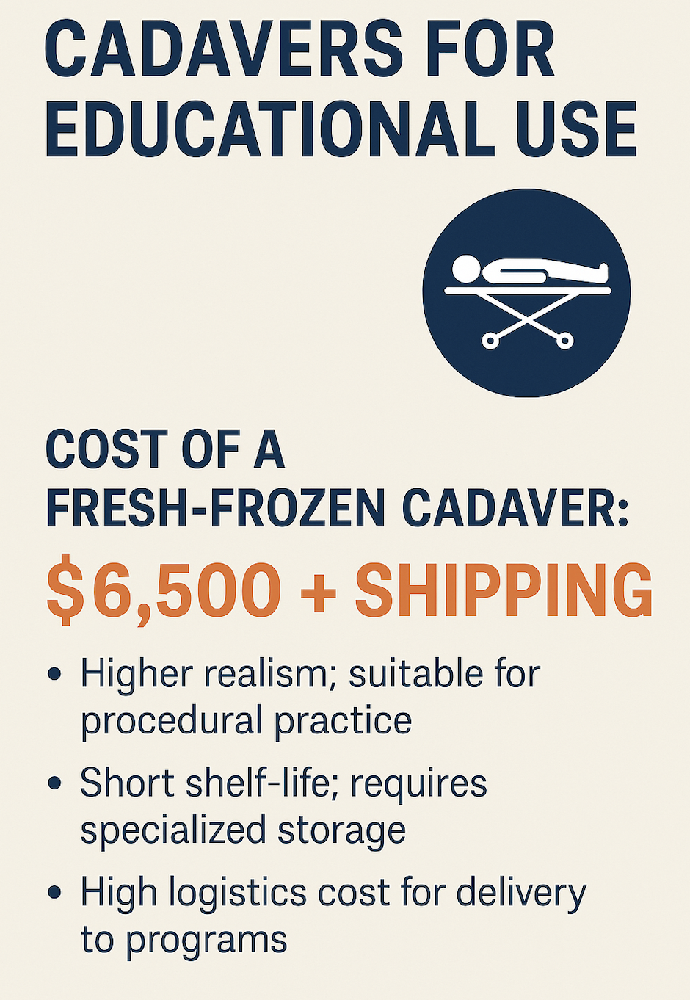 CADAVERS FOR
EDUCATIONAL USE
COST OF A
FRESH-FROZEN CADAVER:
$6,500 + SHIPPING
• Higher realism; suitable for
procedural practice
• Short shelf-life; requires
specialized storage
• High logistics cost for delivery
to programs